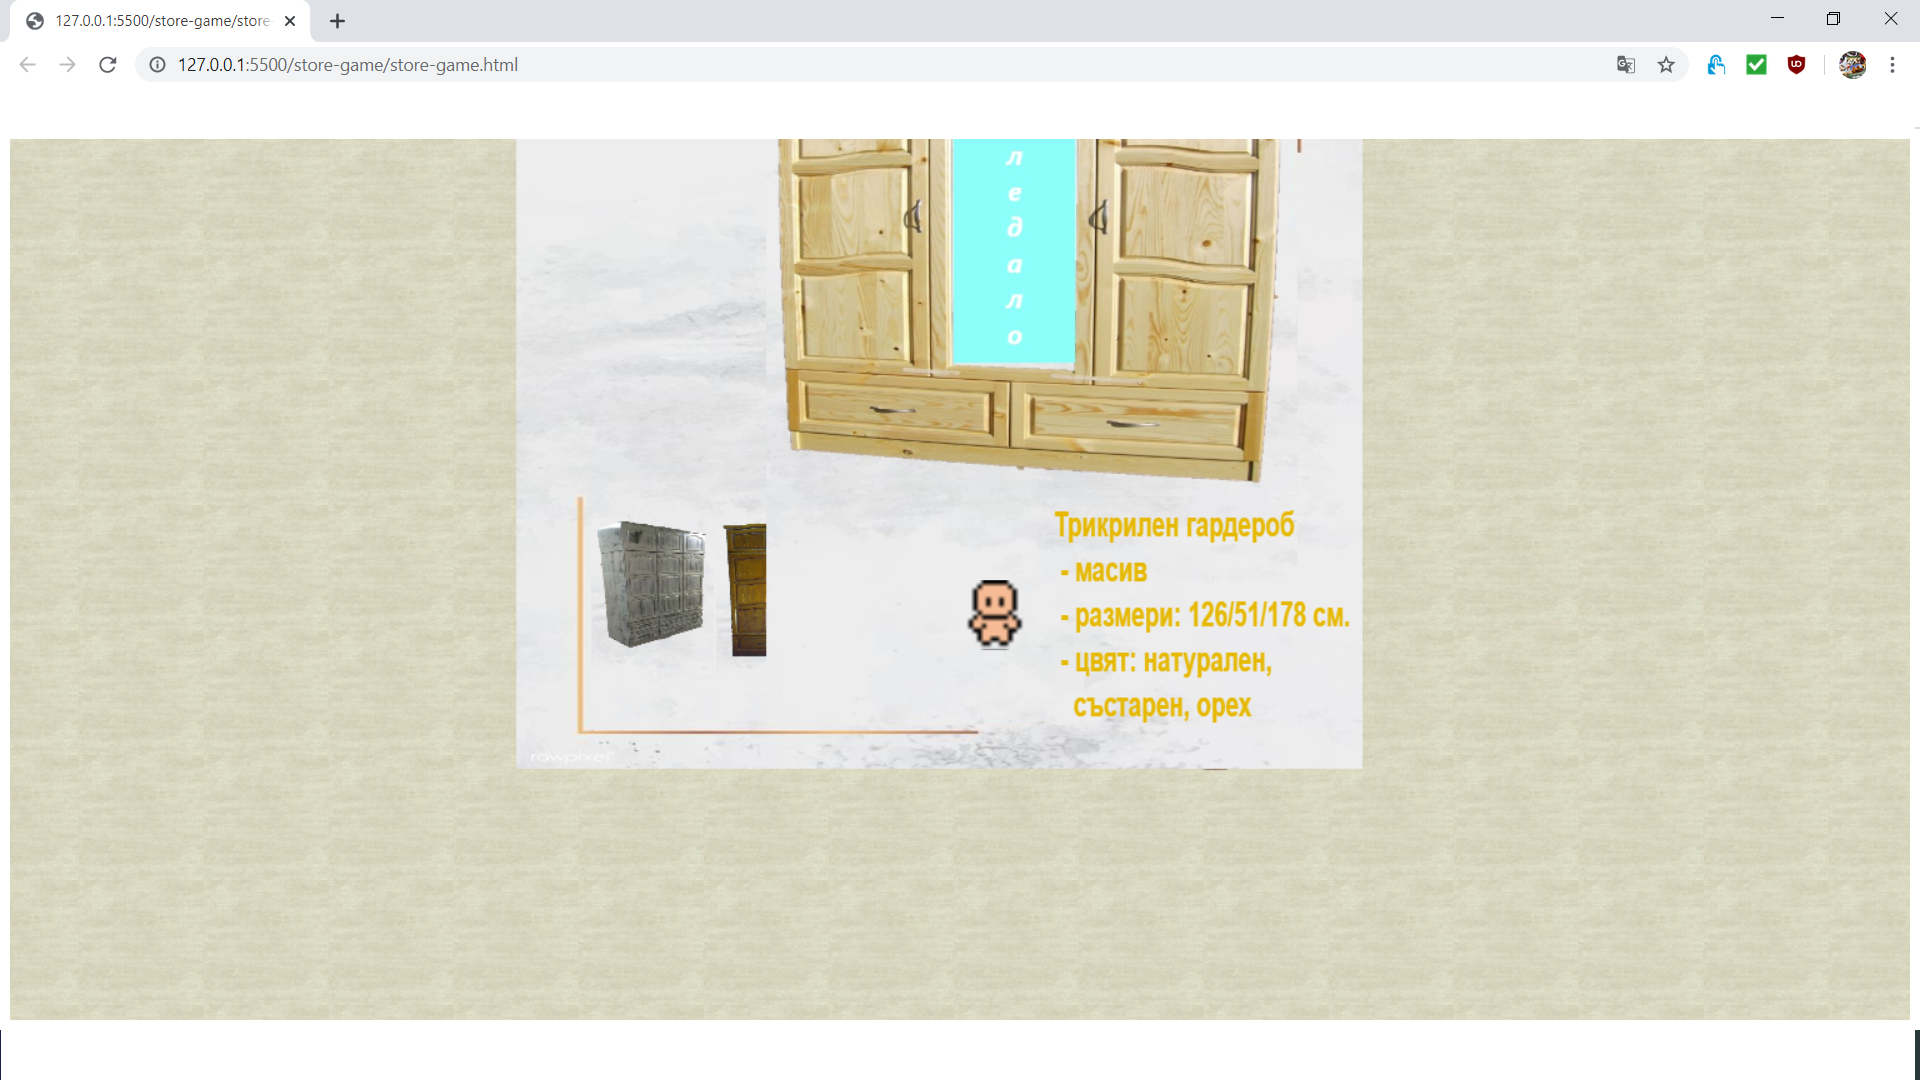 127.0.0.1:5500/store-game/store-
127.0.0.1:5500/store-game/store-game.html
л
е
д
а
л
о
Трикрилен гардероб
- масив
- размери: 126/51/178 см.
- цвят: натурален,
състарен, орех
rawpixel